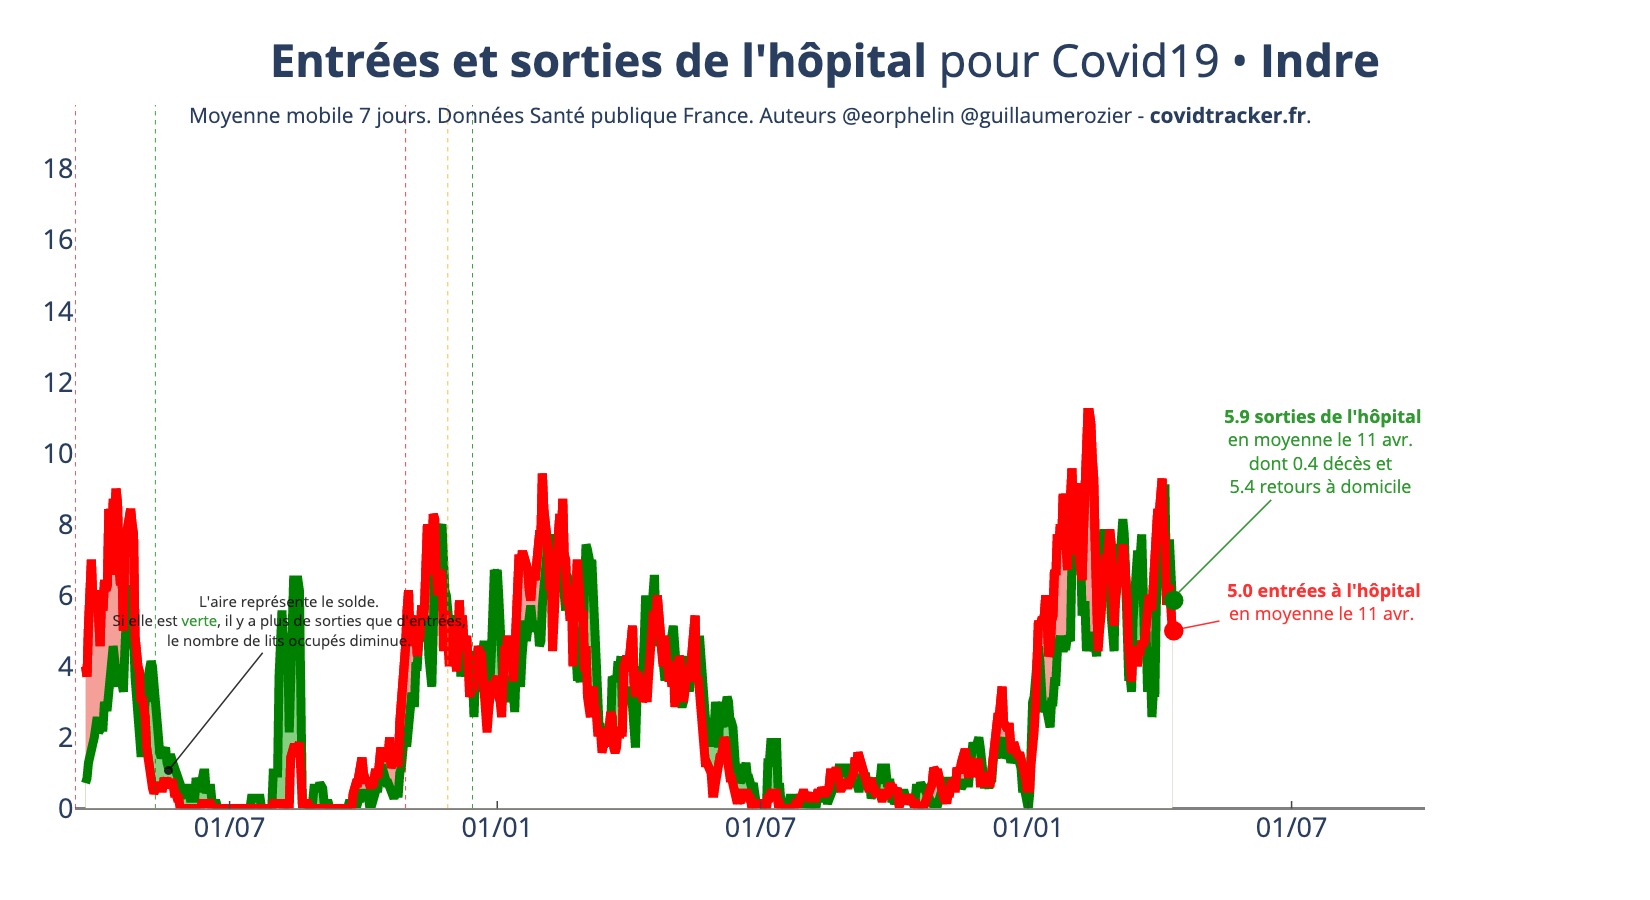 Entrées et sorties de l'hôpital pour Covid19 • Indre
Moyenne mobile 7 jours. Données Santé publique France. Auteurs @eorphelin @guillaumerozier - covidtracker.fr.
18
16
14
12
10
8
6
4
2
0
L'aire représente le solde.
Si elle est verte, il y a plus de sorties que d'entrées,
le nombre de lits occupés diminue.
5.9 sorties de l'hôpital
en moyenne le 11 avr.
dont 0.4 décès et
5.4 retours à domicile
5.0 entrées à l'hôpital
en moyenne le 11 avr.
01/07
01/01
01/07
01/01
01/07